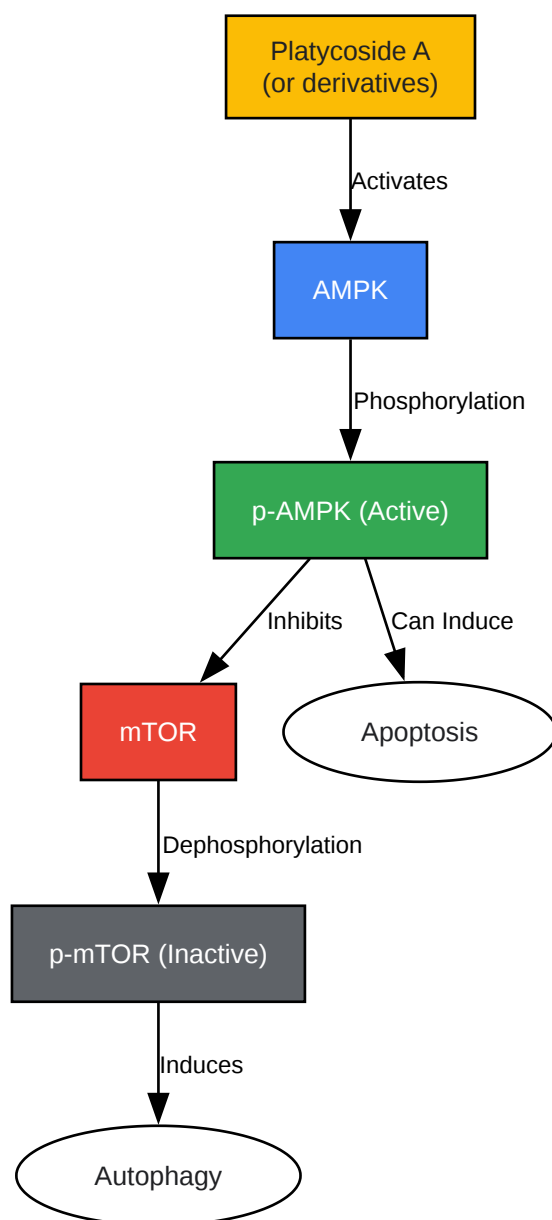 Platycoside A
(or derivatives)
Activates
AMPK
Phosphorylation
p-AMPK (Active)
Inhibits
Can Induce
mTOR
Apoptosis
Dephosphorylation
p-mTOR (Inactive)
Induces
Autophagy